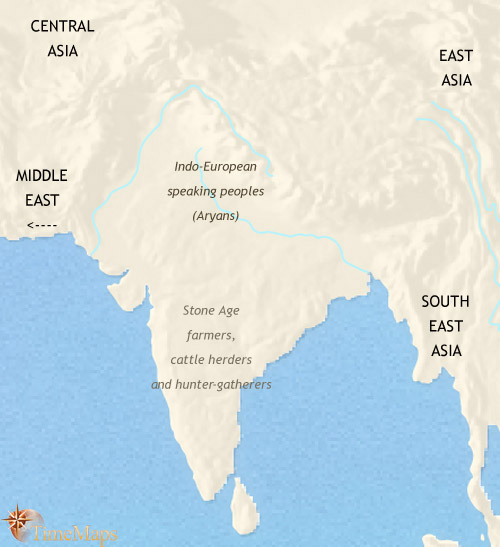 CENTRAL
ASIA
EAST
ASIA
MIDDLE
EAST
<----
Indo-European
speaking peoples
(Aryans)
Stone Age
farmers,
cattle herders
and hunter-gatherers
SOUTH
EAST
ASIA
TimeMaps